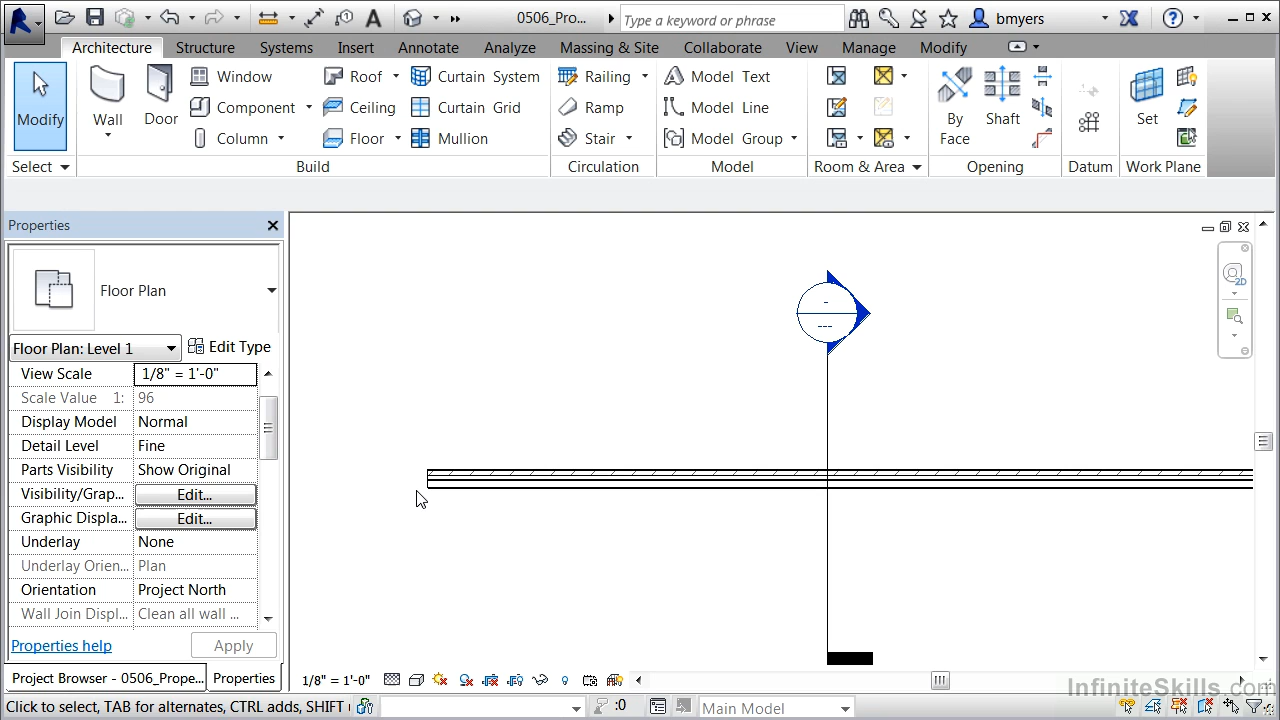 0506_Pro...
Type a keyword or phrase
bmyers
Architecture Structure Systems Insert Annotate Analyze Massing & Site Collaborate View Manage Modify
Modify
Wall
Door
Window
Component
Column
Roof
Ceiling
Floor
Curtain System
Curtain Grid
Mullion
Railing
Ramp
Stair
Model Text
Model Line
Model Group
By Face
Shaft
Set
Select Build Circulation Model Room & Area Opening Datum Work Plane
Properties
Floor Plan
Floor Plan: Level 1 Edit Type
View Scale 1/8" = 1'-0"
Scale Value 1: 96
Display Model Normal
Detail Level Fine
Parts Visibility Show Original
Visibility/Grap... Edit...
Graphic Displa... Edit...
Underlay None
Underlay Orien... Plan
Orientation Project North
Wall Join Displ... Clean all wall ...
Properties help Apply
Project Browser - 0506_Prope... Properties
-
---
2D
1/8" = 1'-0"
Click to select, TAB for alternates, CTRL adds, SHIFT
:0
Main Model
InfiniteSkills.com